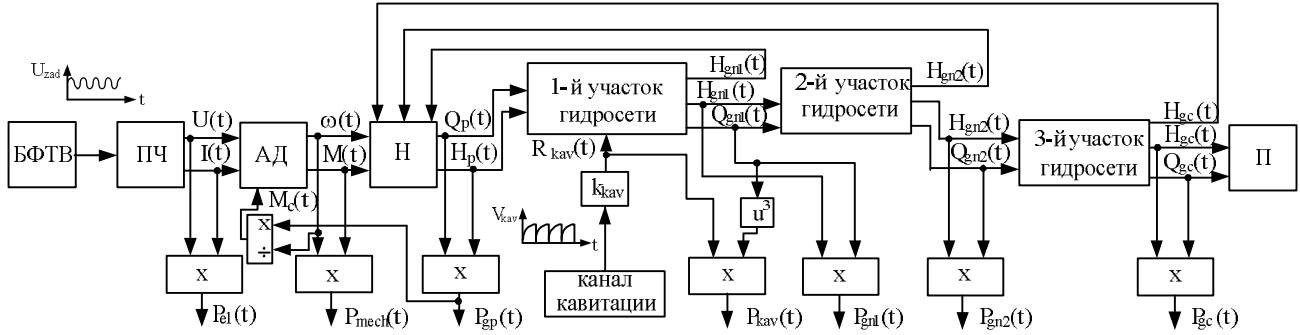 U_zad
t
БФТВ
ПЧ
U(t)
I(t)
АД
M_c(t)
ω(t)
M(t)
Н
Q_p(t)
H_p(t)
1-й участок
гидросети
H_gn1(t)
H_gn1(t)
Q_gn1(t)
2-й участок
гидросети
H_gn2(t)
H_gn2(t)
Q_gn2(t)
3-й участок
гидросети
H_gc(t)
H_gc(t)
Q_gc(t)
П
R_kav(t)
k_kav
V_kav
t
u³
x
÷
x
x
x
x
x
x
x
канал
кавитации
P_el(t)
P_mech(t)
P_gp(t)
P_kav(t)
P_gn1(t)
P_gn2(t)
P_gc(t)